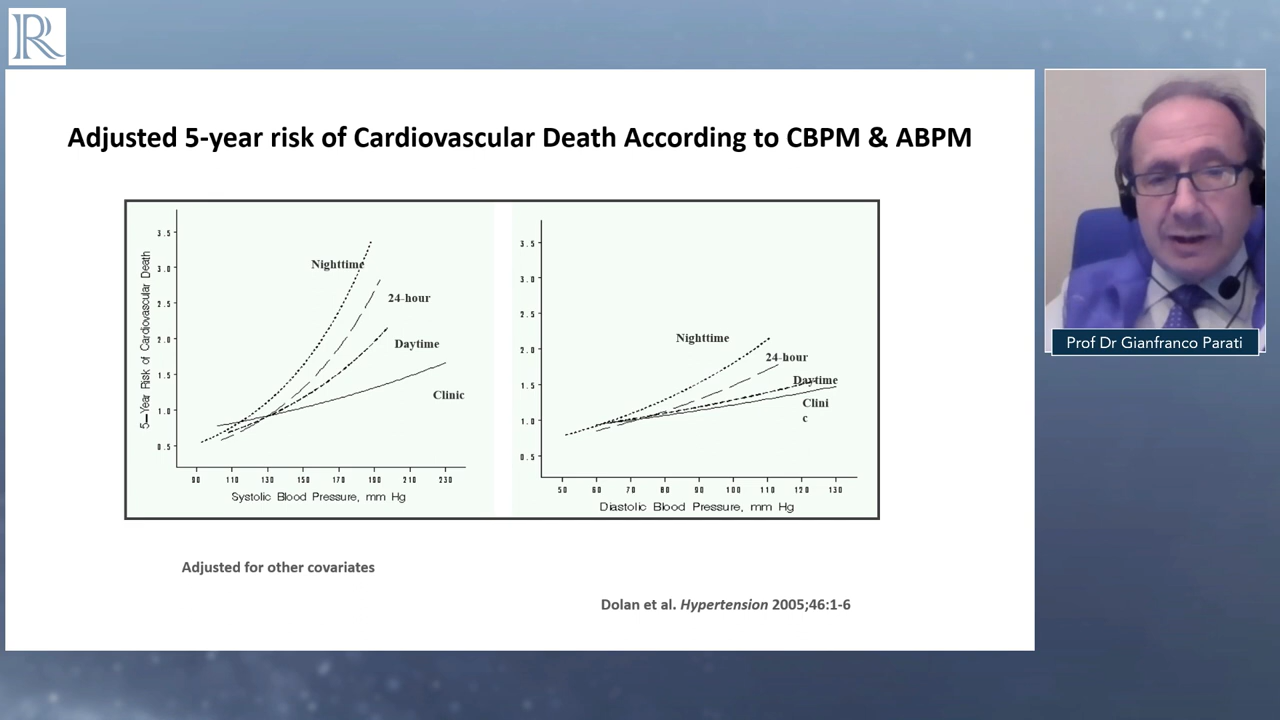 R
Adjusted 5-year risk of Cardiovascular Death According to CBPM & ABPM
5–Year Risk of Cardiovascular Death
3.5
3.0
2.5
2.0
1.5
1.0
0.5
Nighttime
24-hour
Daytime
Clinic
90 110 130 150 170 190 210 230
Systolic Blood Pressure, mm Hg
3.5
3.0
2.5
2.0
1.5
1.0
0.5
Nighttime
24-hour
Daytime
Clini
c
50 60 70 80 90 100 110 120 130
Diastolic Blood Pressure, mm Hg
Adjusted for other covariates
Dolan et al. Hypertension 2005;46:1-6
Prof Dr Gianfranco Parati